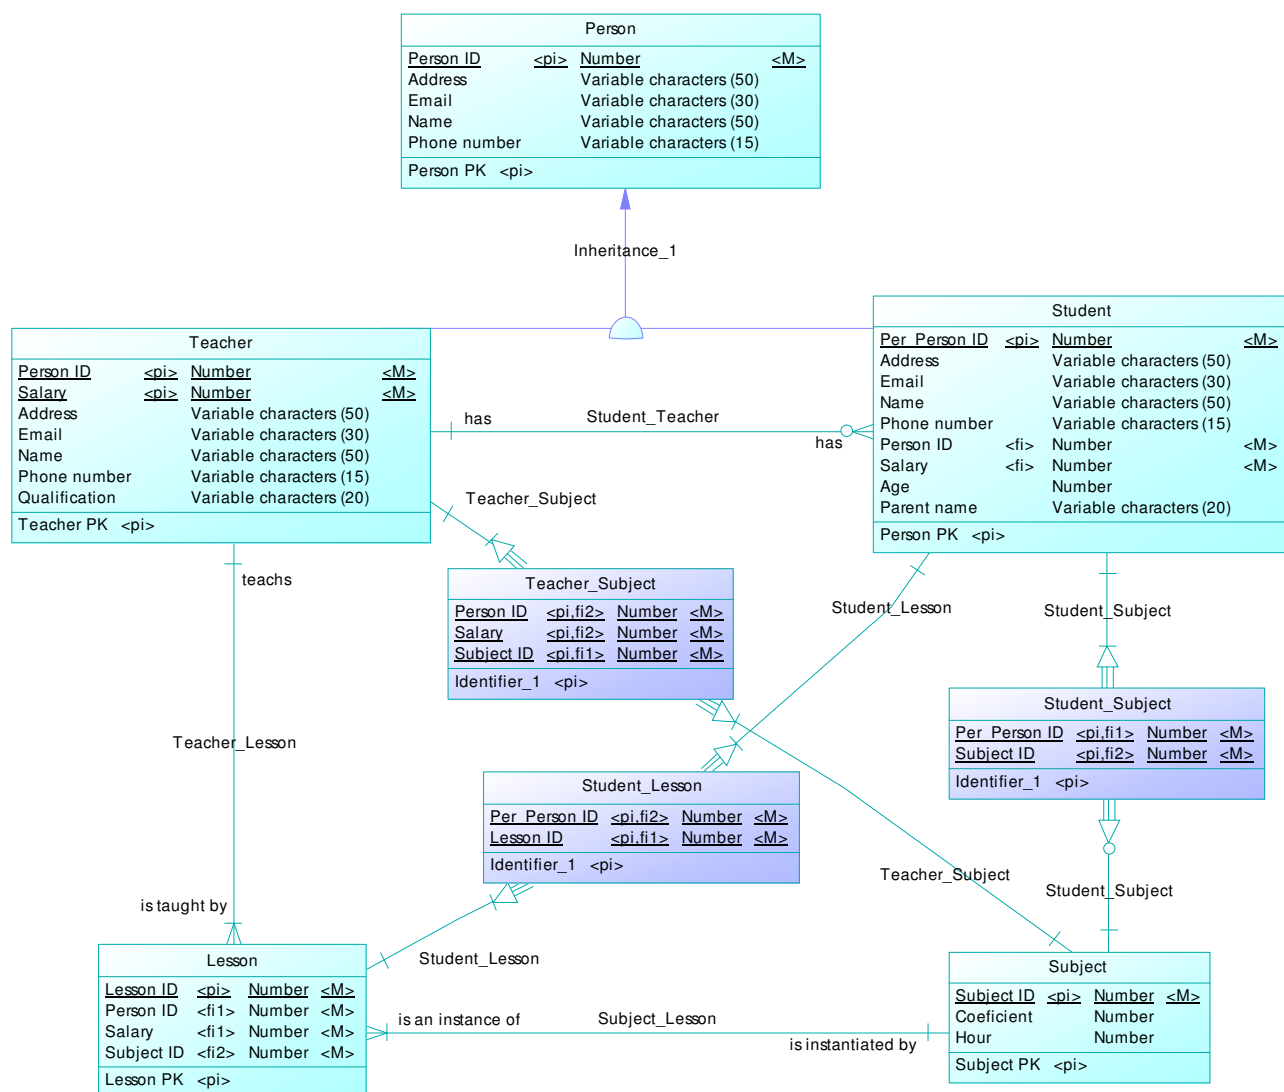 Person
Person ID <pi> Number <M>
Address Variable characters (50)
Email Variable characters (30)
Name Variable characters (50)
Phone number Variable characters (15)
Person PK <pi>
Inheritance_1
Teacher
Person ID <pi> Number <M>
Salary <pi> Number <M>
Address Variable characters (50)
Email Variable characters (30)
Name Variable characters (50)
Phone number Variable characters (15)
Qualification Variable characters (20)
Teacher PK <pi>
has
Student_Teacher
has
Student
Per_Person ID <pi> Number <M>
Address Variable characters (50)
Email Variable characters (30)
Name Variable characters (50)
Phone number Variable characters (15)
Person ID <fi> Number <M>
Salary <fi> Number <M>
Age Number
Parent name Variable characters (20)
Person PK <pi>
Teacher_Subject
teachs
Teacher_Subject
Person ID <pi,fi2> Number <M>
Salary <pi,fi2> Number <M>
Subject ID <pi,fi1> Number <M>
Identifier_1 <pi>
Student_Lesson
Student_Subject
Student_Subject
Per_Person ID <pi,fi1> Number <M>
Subject ID <pi,fi2> Number <M>
Identifier_1 <pi>
Teacher_Lesson
Student_Lesson
Per_Person ID <pi,fi2> Number <M>
Lesson ID <pi,fi1> Number <M>
Identifier_1 <pi>
Teacher_Subject
Student_Subject
is taught by
Student_Lesson
Lesson
Lesson ID <pi> Number <M>
Person ID <fi1> Number <M>
Salary <fi1> Number <M>
Subject ID <fi2> Number <M>
Lesson PK <pi>
is an instance of
Subject_Lesson
is instantiated by
Subject
Subject ID <pi> Number <M>
Coeficient Number
Hour Number
Subject PK <pi>